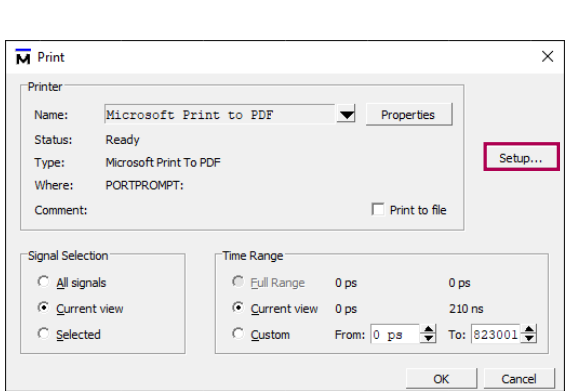 M Print
Printer
Name: Microsoft Print to PDF Properties
Status: Ready
Type: Microsoft Print To PDF
Setup...
Where: PORTPROMPT:
Comment: Print to file
Signal Selection Time Range
All signals Full Range 0 ps 0 ps
Current view Current view 0 ps 210 ns
Selected Custom From: 0 ps To: 823001
OK Cancel